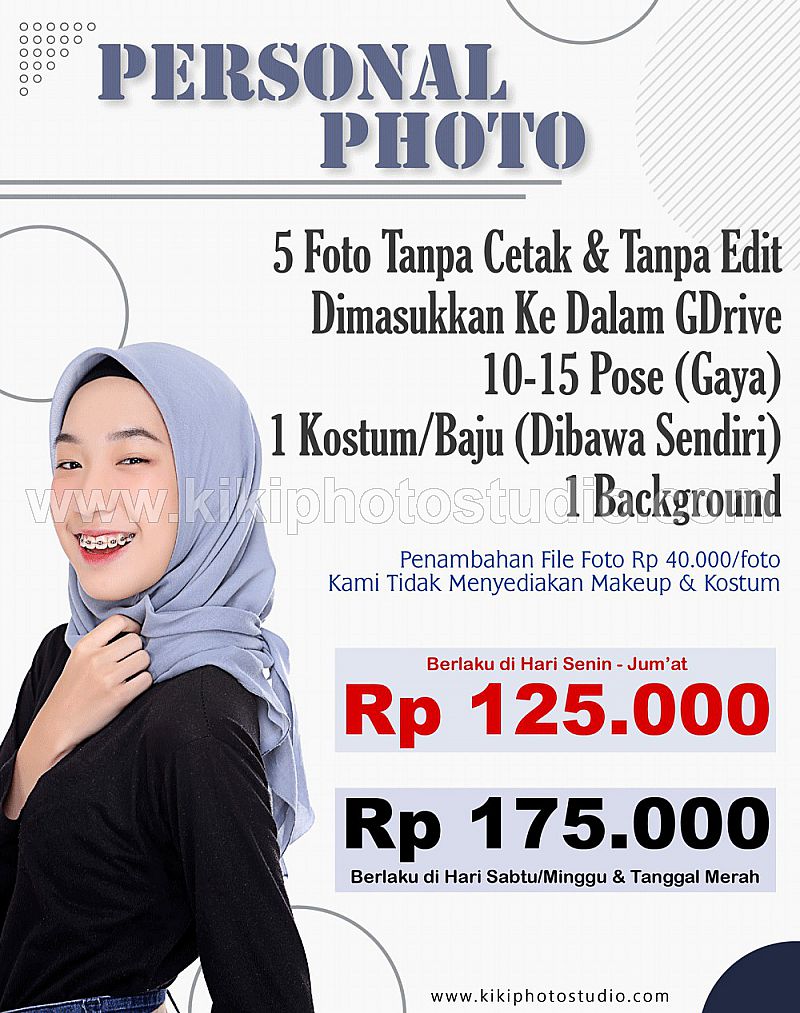 PERSONAL
PHOTO
5 Foto Tanpa Cetak & Tanpa Edit
Dimasukkan Ke Dalam GDrive
10-15 Pose (Gaya)
1 Kostum/Baju (Dibawa Sendiri)
1 Background
www.kikiphotostudio.com
Penambahan File Foto Rp 40.000/foto
Kami Tidak Menyediakan Makeup & Kostum
Berlaku di Hari Senin - Jum'at
Rp 125.000
Rp 175.000
Berlaku di Hari Sabtu/Minggu & Tanggal Merah
www.kikiphotostudio.com